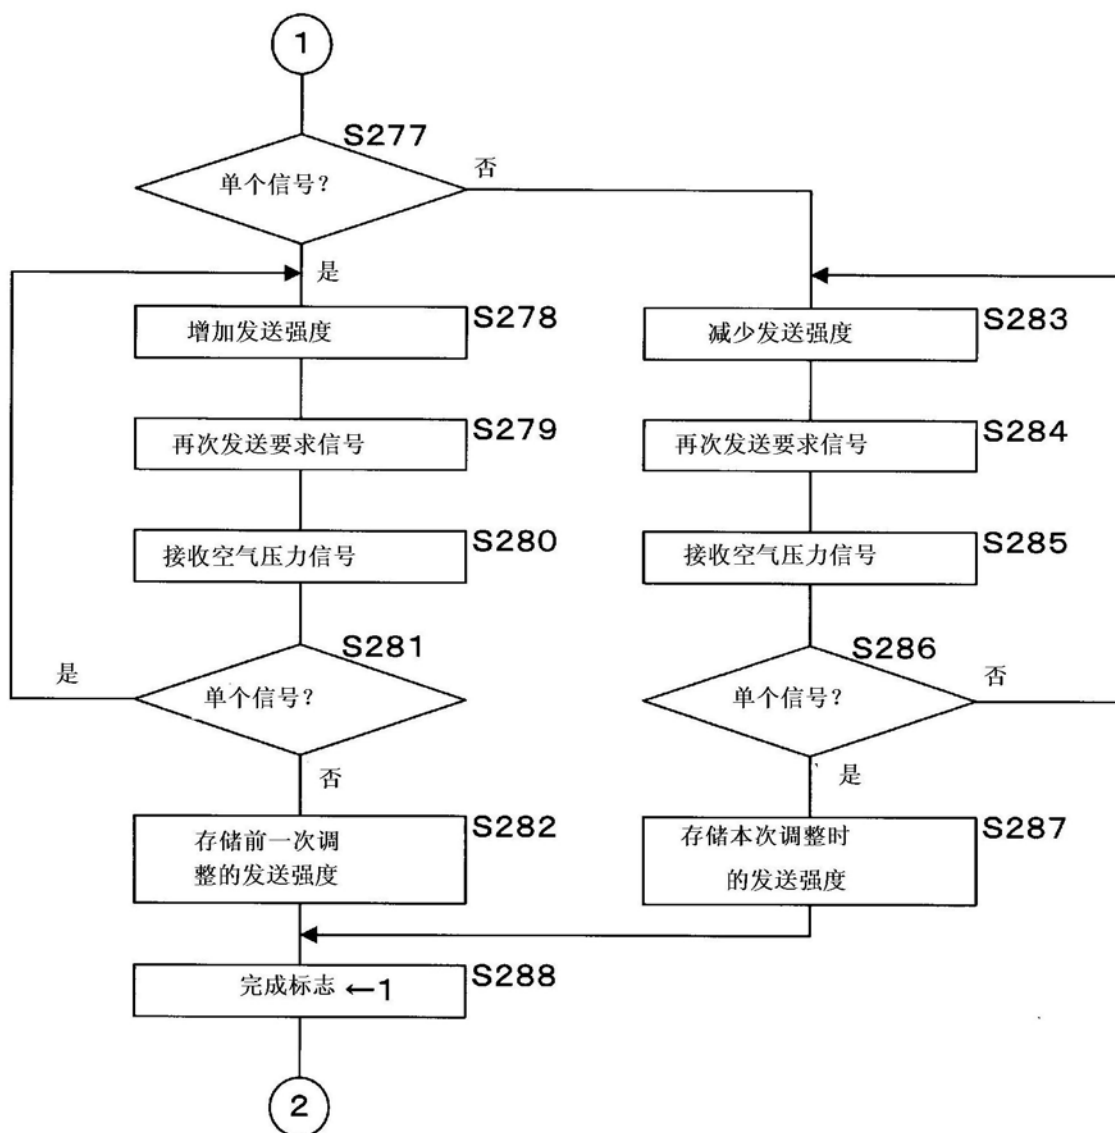 1
S277
单个信号？
否
是
增加发送强度
S278
减少发送强度
S283
再次发送要求信号
S279
再次发送要求信号
S284
接收空气压力信号
S280
接收空气压力信号
S285
S281
单个信号？
是
否
S286
单个信号？
否
是
存储前一次调
整的发送强度
S282
存储本次调整时
的发送强度
S287
完成标志←1
S288
2